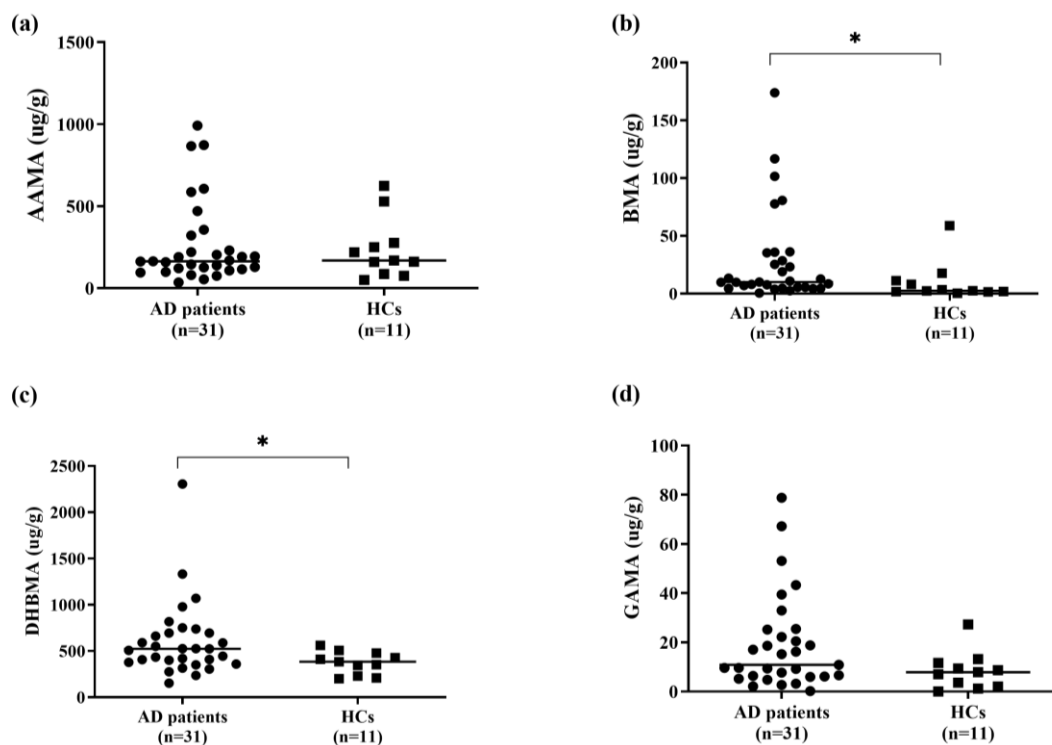 (a)
AAMA (ug/g)
1500
1000
500
0
AD patients
(n=31)
HCs
(n=11)
(b)
*
BMA (ug/g)
200
150
100
50
0
AD patients
(n=31)
HCs
(n=11)
(c)
*
DHBMA (ug/g)
2500
2000
1500
1000
500
0
AD patients
(n=31)
HCs
(n=11)
(d)
GAMA (ug/g)
100
80
60
40
20
0
AD patients
(n=31)
HCs
(n=11)